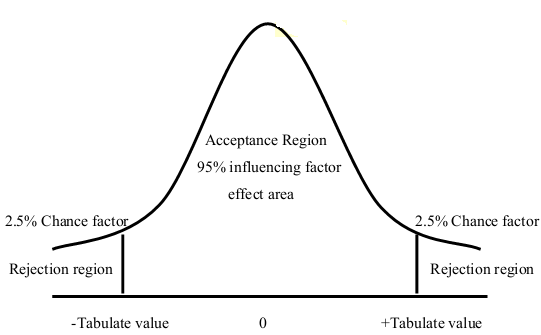 Acceptance Region
95% influencing factor
effect area
2.5% Chance factor
2.5% Chance factor
Rejection region
Rejection region
-Tabulate value
0
+Tabulate value